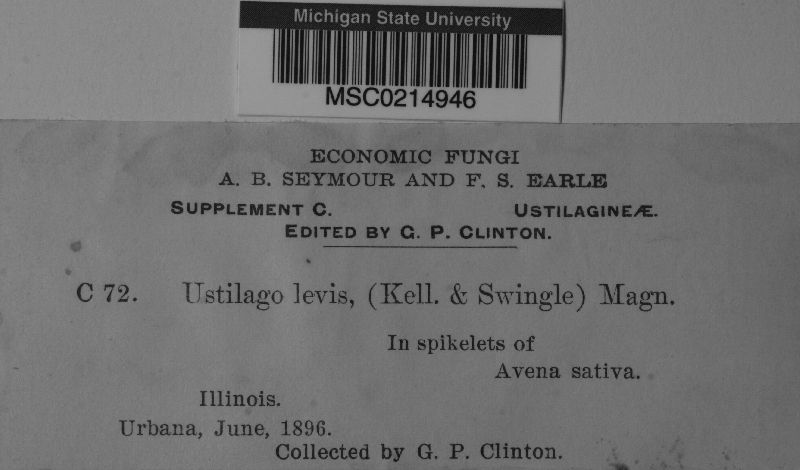 Michigan State University
MSC0214946
ECONOMIC FUNGI
A. B. SEYMOUR AND F. S. EARLE
SUPPLEMENT C. USTILAGINEÆ.
EDITED BY G. P. CLINTON.
C 72. Ustilago levis, (Kell. & Swingle) Magn.
In spikelets of
Avena sativa.
Illinois.
Urbana, June, 1896.
Collected by G. P. Clinton.